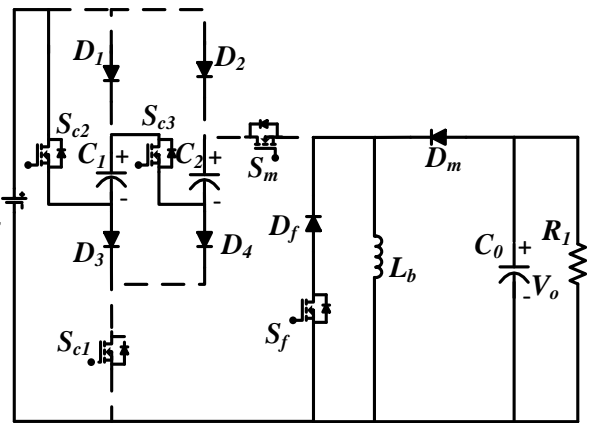 D1
D2
Sc2
Sc3
C1
+
-
C2
+
-
Sm
Dm
D3
D4
Df
Lb
C0
+
-
Vo
R1
Sc1
Sf